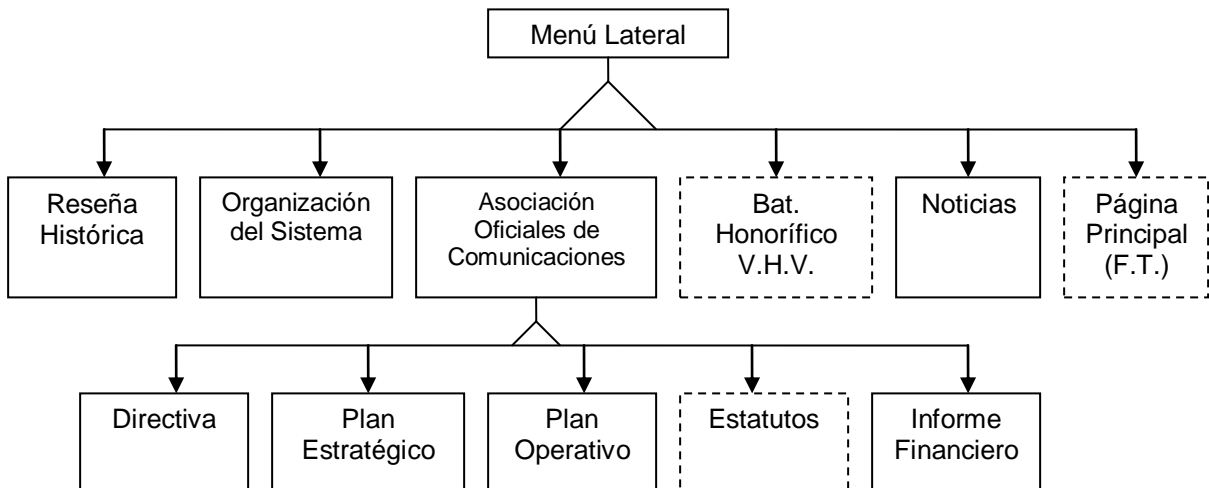 Menú Lateral
Reseña
Histórica
Organización
del Sistema
Asociación
Oficiales de
Comunicaciones
Bat.
Honorífico
V.H.V.
Noticias
Página
Principal
(F.T.)
Directiva
Plan
Estratégico
Plan
Operativo
Estatutos
Informe
Financiero